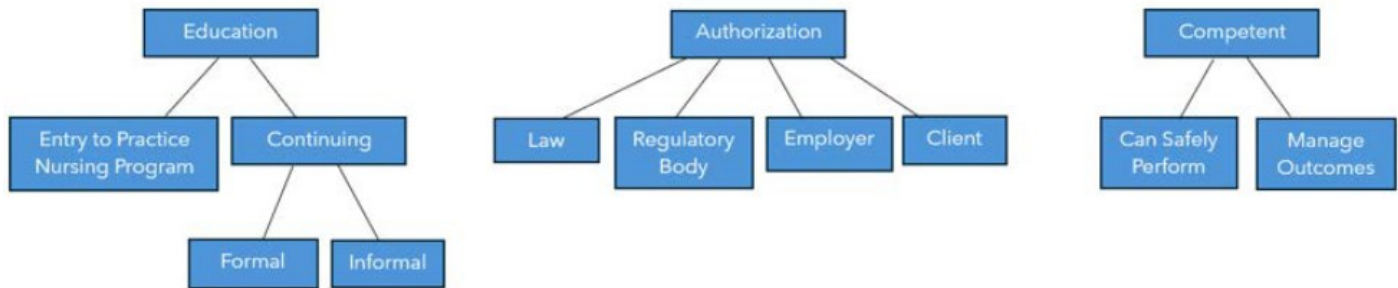 Education
Authorization
Competent
Entry to Practice
Nursing Program
Continuing
Law
Regulatory
Body
Employer
Client
Can Safely
Perform
Manage
Outcomes
Formal
Informal